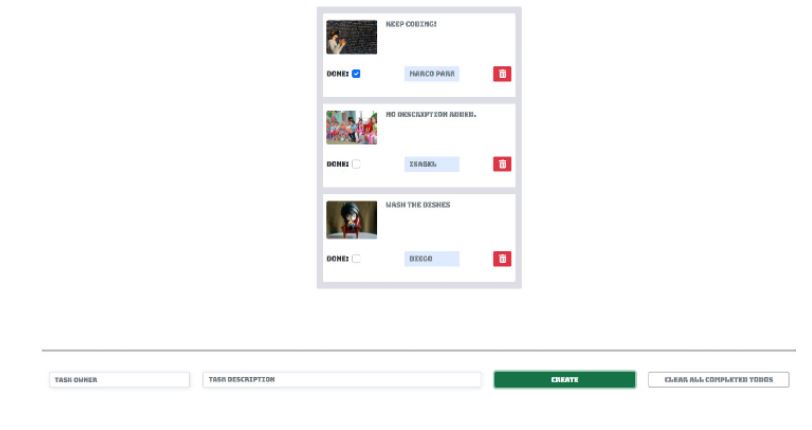 KEEP CODING!
DONE: MARCO PARR
NO DESCRIPTION ADDED.
DONE: ISABEL
WASH THE DISHES
DONE: DIEGO
TASK OWNER TASK DESCRIPTION CREATE CLEAR ALL COMPLETED TODOS